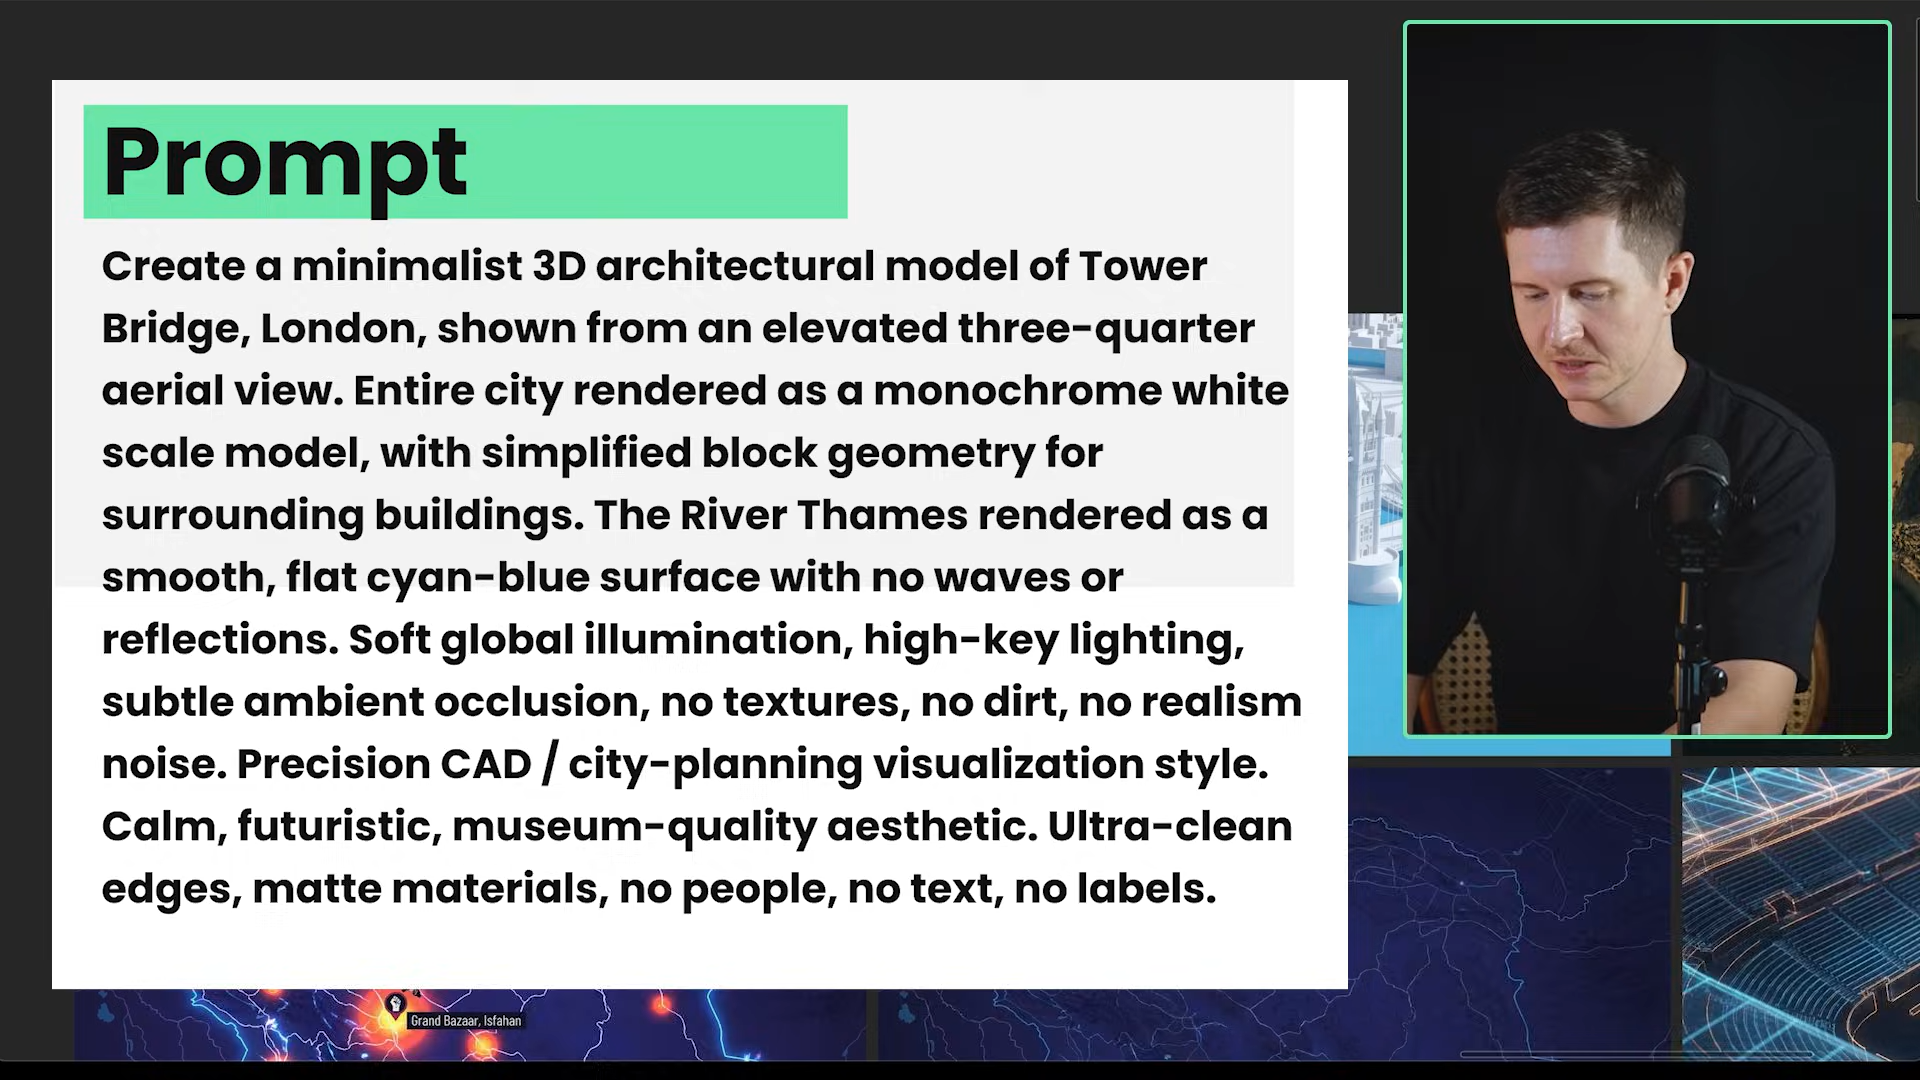 Prompt
Create a minimalist 3D architectural model of Tower
Bridge, London, shown from an elevated three-quarter
aerial view. Entire city rendered as a monochrome white
scale model, with simplified block geometry for
surrounding buildings. The River Thames rendered as a
smooth, flat cyan-blue surface with no waves or
reflections. Soft global illumination, high-key lighting,
subtle ambient occlusion, no textures, no dirt, no realism
noise. Precision CAD / city-planning visualization style.
Calm, futuristic, museum-quality aesthetic. Ultra-clean
edges, matte materials, no people, no text, no labels.
Grand Bazaar, Isfahan